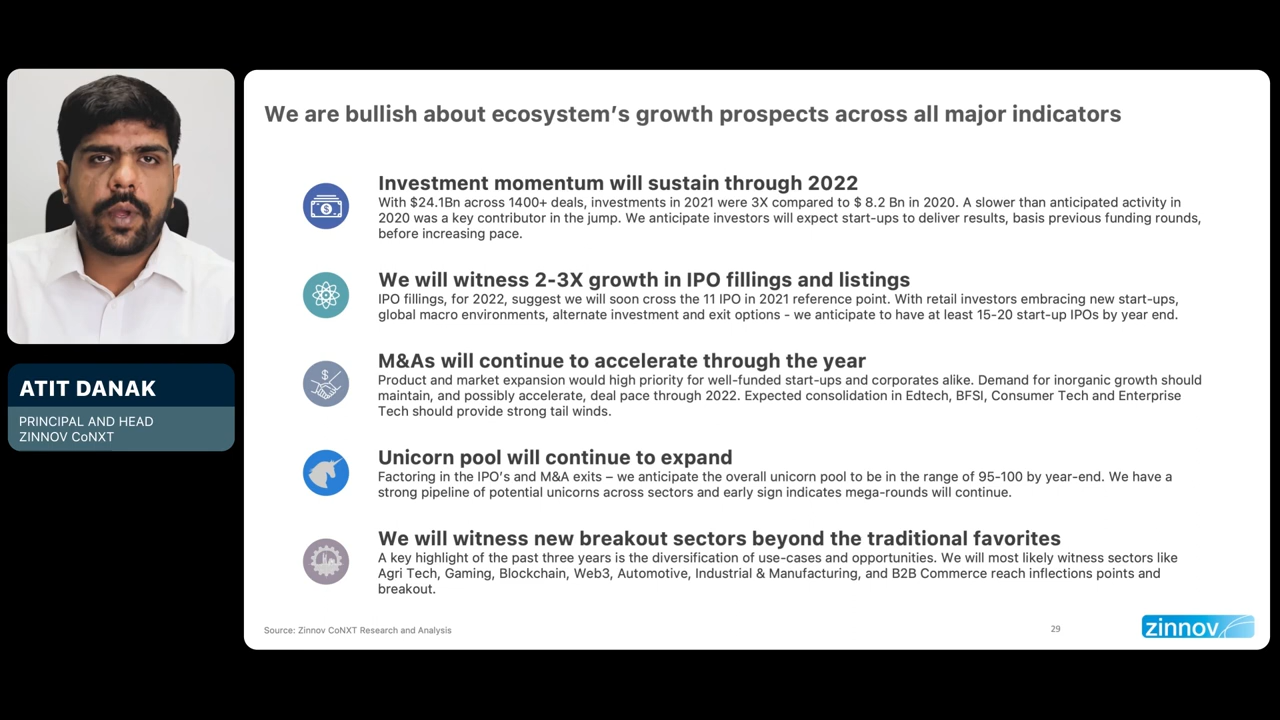 We are bullish about ecosystem's growth prospects across all major indicators
Investment momentum will sustain through 2022
With $24.1Bn across 1400+ deals, investments in 2021 were 3X compared to $ 8.2 Bn in 2020. A slower than anticipated activity in
2020 was a key contributor in the jump. We anticipate investors will expect start-ups to deliver results, basis previous funding rounds,
before increasing pace.
We will witness 2-3X growth in IPO fillings and listings
IPO fillings, for 2022, suggest we will soon cross the 11 IPO in 2021 reference point. With retail investors embracing new start-ups,
global macro environments, alternate investment and exit options - we anticipate to have at least 15-20 start-up IPOs by year end.
M&As will continue to accelerate through the year
Product and market expansion would high priority for well-funded start-ups and corporates alike. Demand for inorganic growth should
maintain, and possibly accelerate, deal pace through 2022. Expected consolidation in Edtech, BFSI, Consumer Tech and Enterprise
Tech should provide strong tail winds.
Unicorn pool will continue to expand
Factoring in the IPO's and M&A exits – we anticipate the overall unicorn pool to be in the range of 95-100 by year-end. We have a
strong pipeline of potential unicorns across sectors and early sign indicates mega-rounds will continue.
We will witness new breakout sectors beyond the traditional favorites
A key highlight of the past three years is the diversification of use-cases and opportunities. We will most likely witness sectors like
Agri Tech, Gaming, Blockchain, Web3, Automotive, Industrial & Manufacturing, and B2B Commerce reach inflections points and
breakout.
Source: Zinnov CoNXT Research and Analysis
29
zinnov
ATIT DANAK
PRINCIPAL AND HEAD
ZINNOV CoNXT